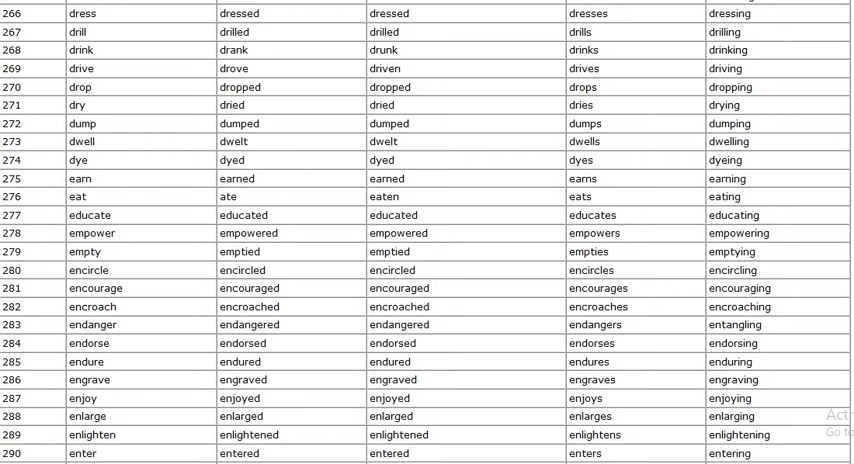 266 dress dressed dressed dresses dressing
267 drill drilled drilled drills drilling
268 drink drank drunk drinks drinking
269 drive drove driven drives driving
270 drop dropped dropped drops dropping
271 dry dried dried dries drying
272 dump dumped dumped dumps dumping
273 dwell dwelt dwelt dwells dwelling
274 dye dyed dyed dyes dyeing
275 earn earned earned earns earning
276 eat ate eaten eats eating
277 educate educated educated educates educating
278 empower empowered empowered empowers empowering
279 empty emptied emptied empties emptying
280 encircle encircled encircled encircles encircling
281 encourage encouraged encouraged encourages encouraging
282 encroach encroached encroached encroaches encroaching
283 endanger endangered endangered endangers entangling
284 endorse endorsed endorsed endorses endorsing
285 endure endured endured endures enduring
286 engrave engraved engraved engraves engraving
287 enjoy enjoyed enjoyed enjoys enjoying
288 enlarge enlarged enlarged enlarges enlarging
289 enlighten enlightened enlightened enlightens enlightening
290 enter entered entered enters entering
Go to